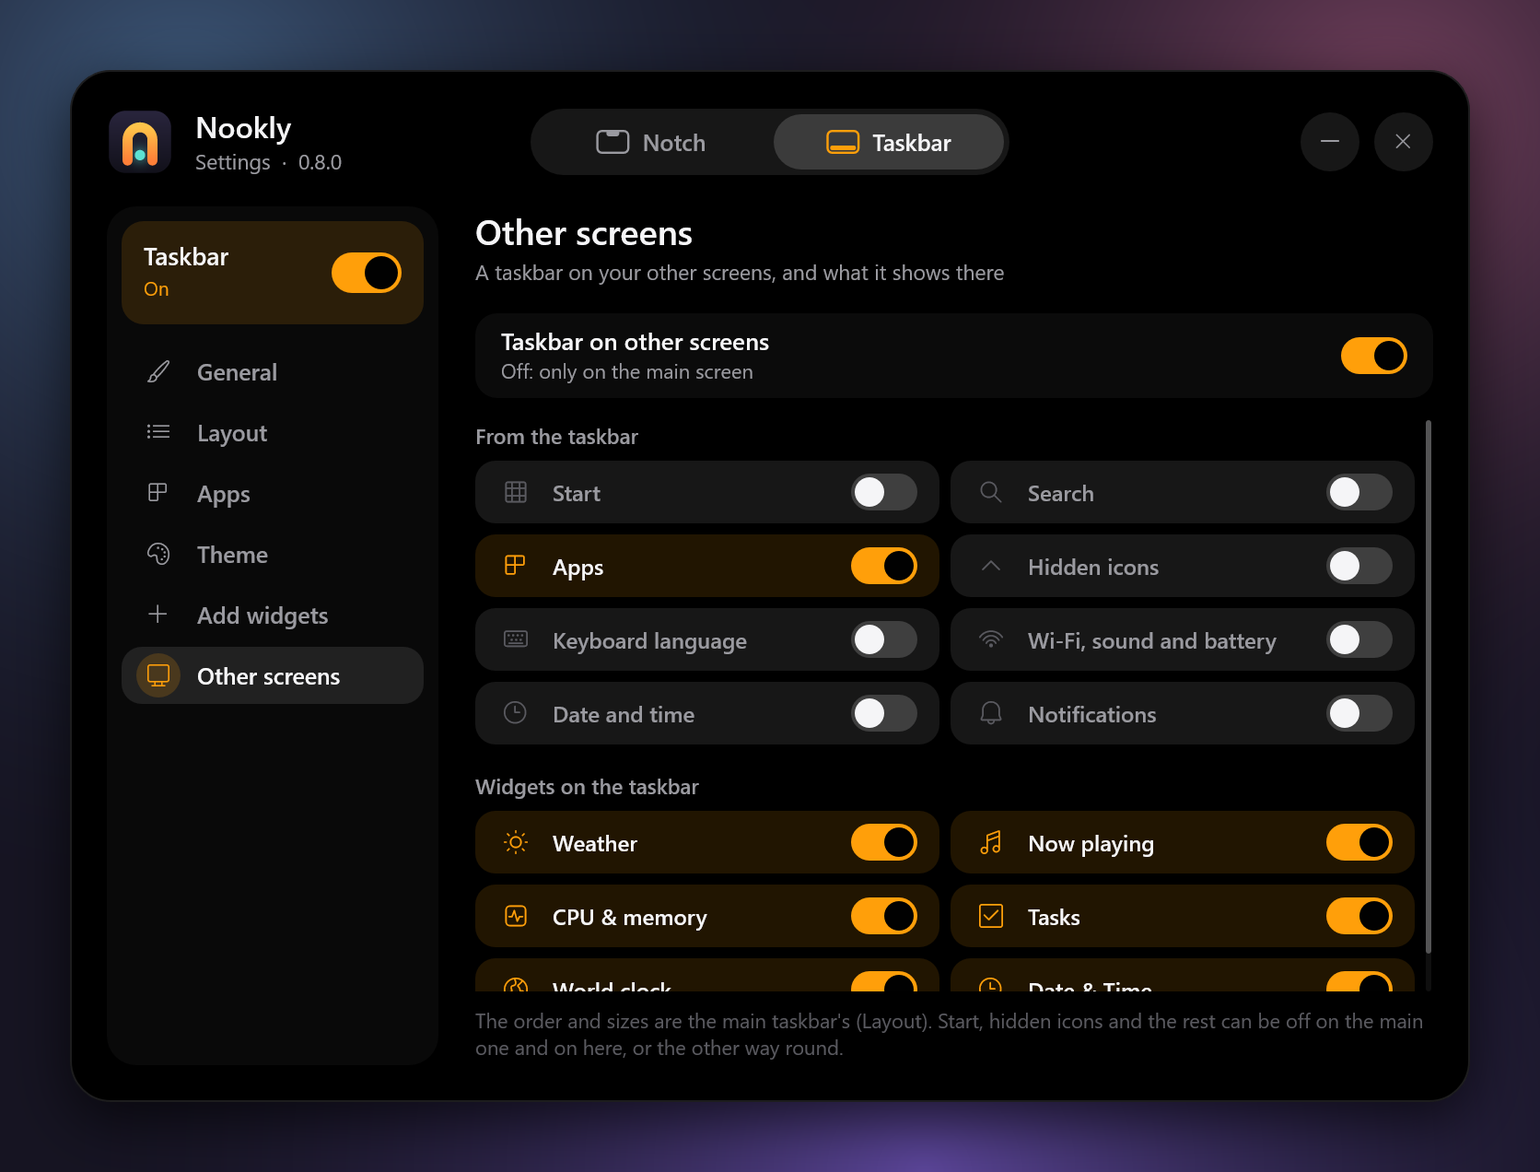 Nookly
Settings · 0.8.0
Notch
Taskbar
Taskbar
On
General
Layout
Apps
Theme
Add widgets
Other screens
Other screens
A taskbar on your other screens, and what it shows there
Taskbar on other screens
Off: only on the main screen
From the taskbar
Start
Search
Apps
Hidden icons
Keyboard language
Wi-Fi, sound and battery
Date and time
Notifications
Widgets on the taskbar
Weather
Now playing
CPU & memory
Tasks
World clock
Date & Time
The order and sizes are the main taskbar's (Layout). Start, hidden icons and the rest can be off on the main
one and on here, or the other way round.